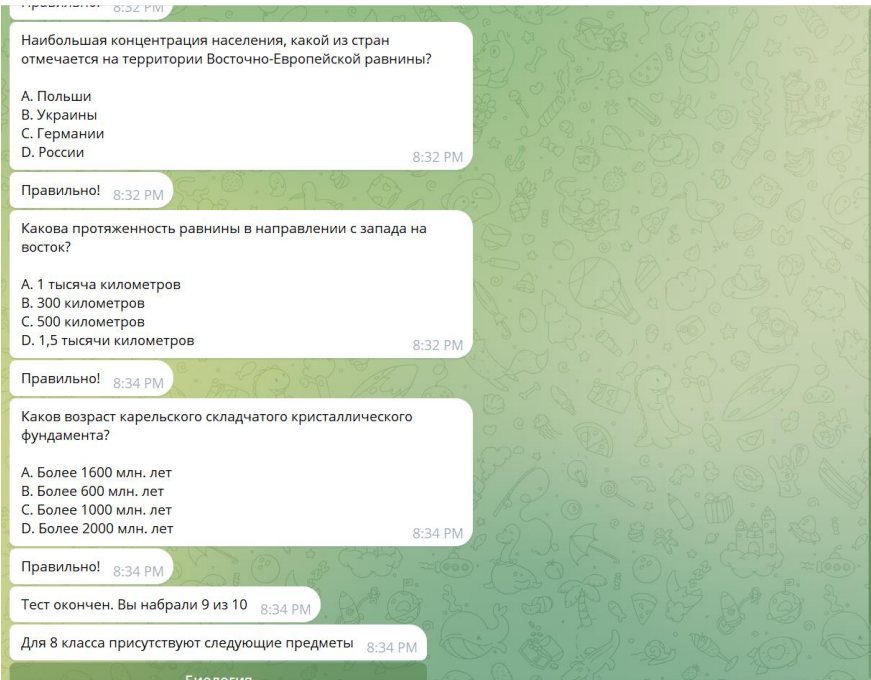 Правильно! 8:32 PM
Наибольшая концентрация населения, какой из стран
отмечается на территории Восточно-Европейской равнины?
A. Польши
B. Украины
C. Германии
D. России
8:32 PM
Правильно! 8:32 PM
Какова протяженность равнины в направлении с запада на
восток?
A. 1 тысяча километров
B. 300 километров
C. 500 километров
D. 1,5 тысячи километров
8:32 PM
Правильно! 8:34 PM
Каков возраст карельского складчатого кристаллического
фундамента?
A. Более 1600 млн. лет
B. Более 600 млн. лет
C. Более 1000 млн. лет
D. Более 2000 млн. лет
8:34 PM
Правильно! 8:34 PM
Тест окончен. Вы набрали 9 из 10 8:34 PM
Для 8 класса присутствуют следующие предметы 8:34 PM
Биология